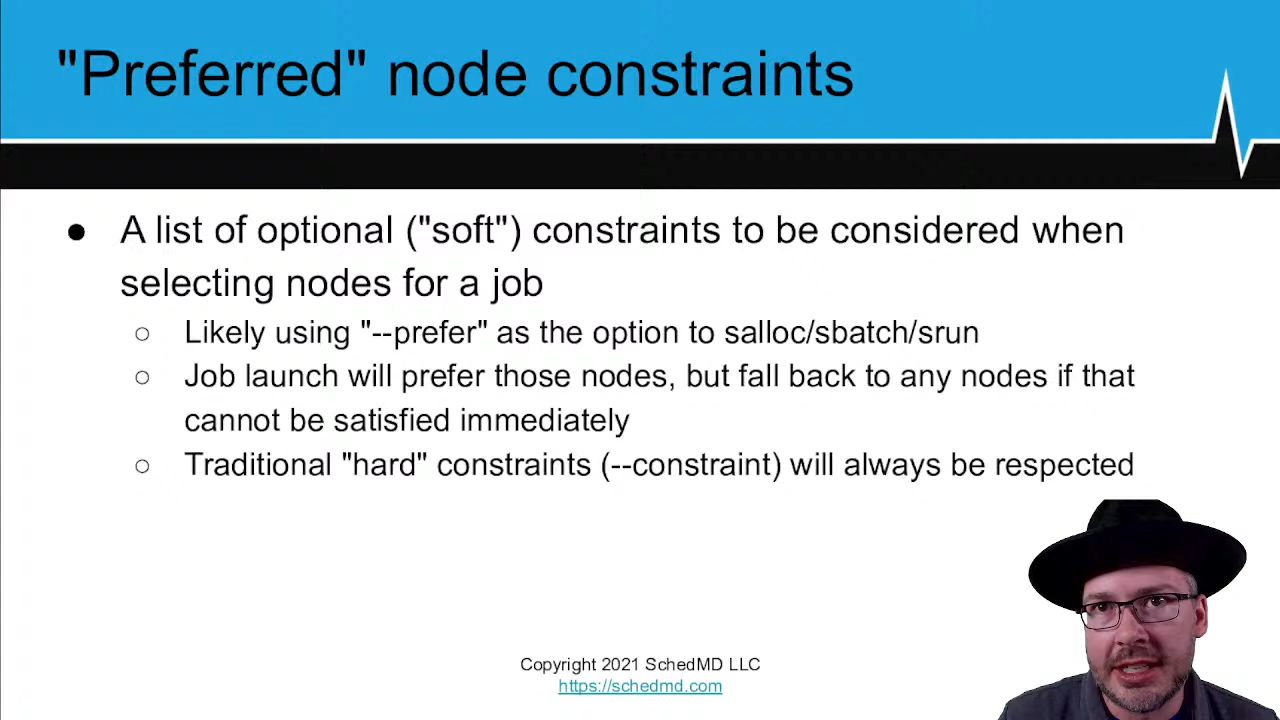 "Preferred" node constraints
● A list of optional ("soft") constraints to be considered when
selecting nodes for a job
○ Likely using "--prefer" as the option to salloc/sbatch/srun
○ Job launch will prefer those nodes, but fall back to any nodes if that
cannot be satisfied immediately
○ Traditional "hard" constraints (--constraint) will always be respected
Copyright 2021 SchedMD LLC
https://schedmd.com